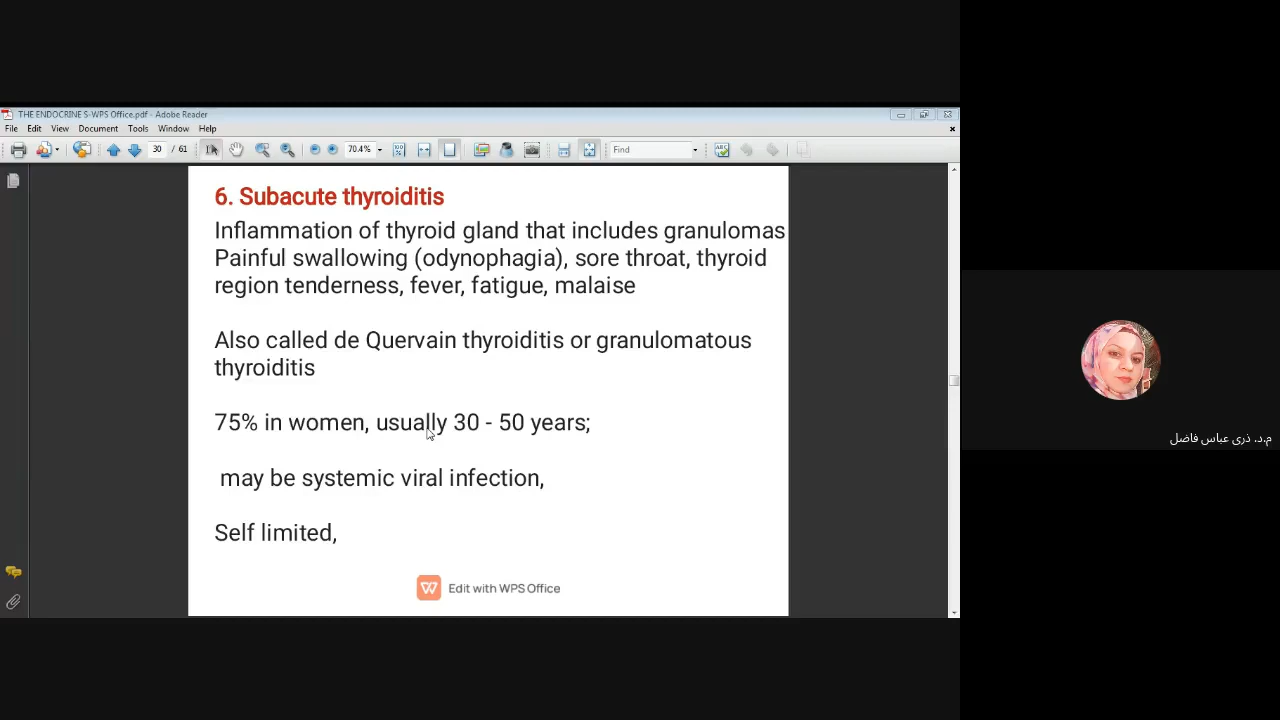 THE ENDOCRINE S-WPS Office.pdf - Adobe Reader
File Edit View Document Tools Window Help
30 / 61 70.4% Find
6. Subacute thyroiditis
Inflammation of thyroid gland that includes granulomas
Painful swallowing (odynophagia), sore throat, thyroid
region tenderness, fever, fatigue, malaise
Also called de Quervain thyroiditis or granulomatous
thyroiditis
75% in women, usually 30 - 50 years;
may be systemic viral infection,
Self limited,
Edit with WPS Office
م.د. ذرى عباس فاضل